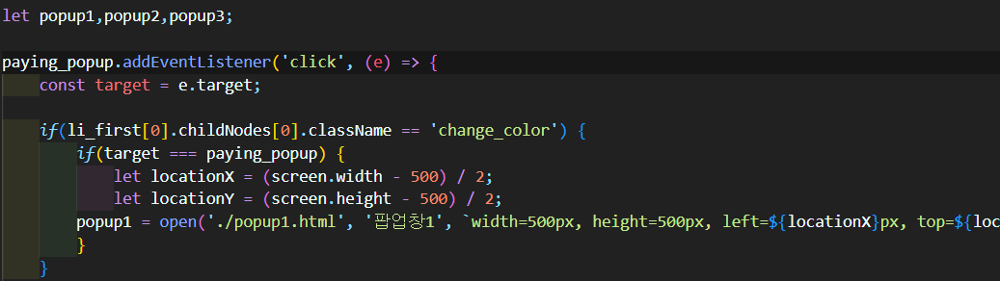 let popup1,popup2,popup3;
paying_popup.addEventListener('click', (e) => {
const target = e.target;
if(li_first[0].childNodes[0].className == 'change_color') {
if(target === paying_popup) {
let locationX = (screen.width - 500) / 2;
let locationY = (screen.height - 500) / 2;
popup1 = open('./popup1.html', '팝업창1', `width=500px, height=500px, left=${locationX}px, top=${loc
}
}